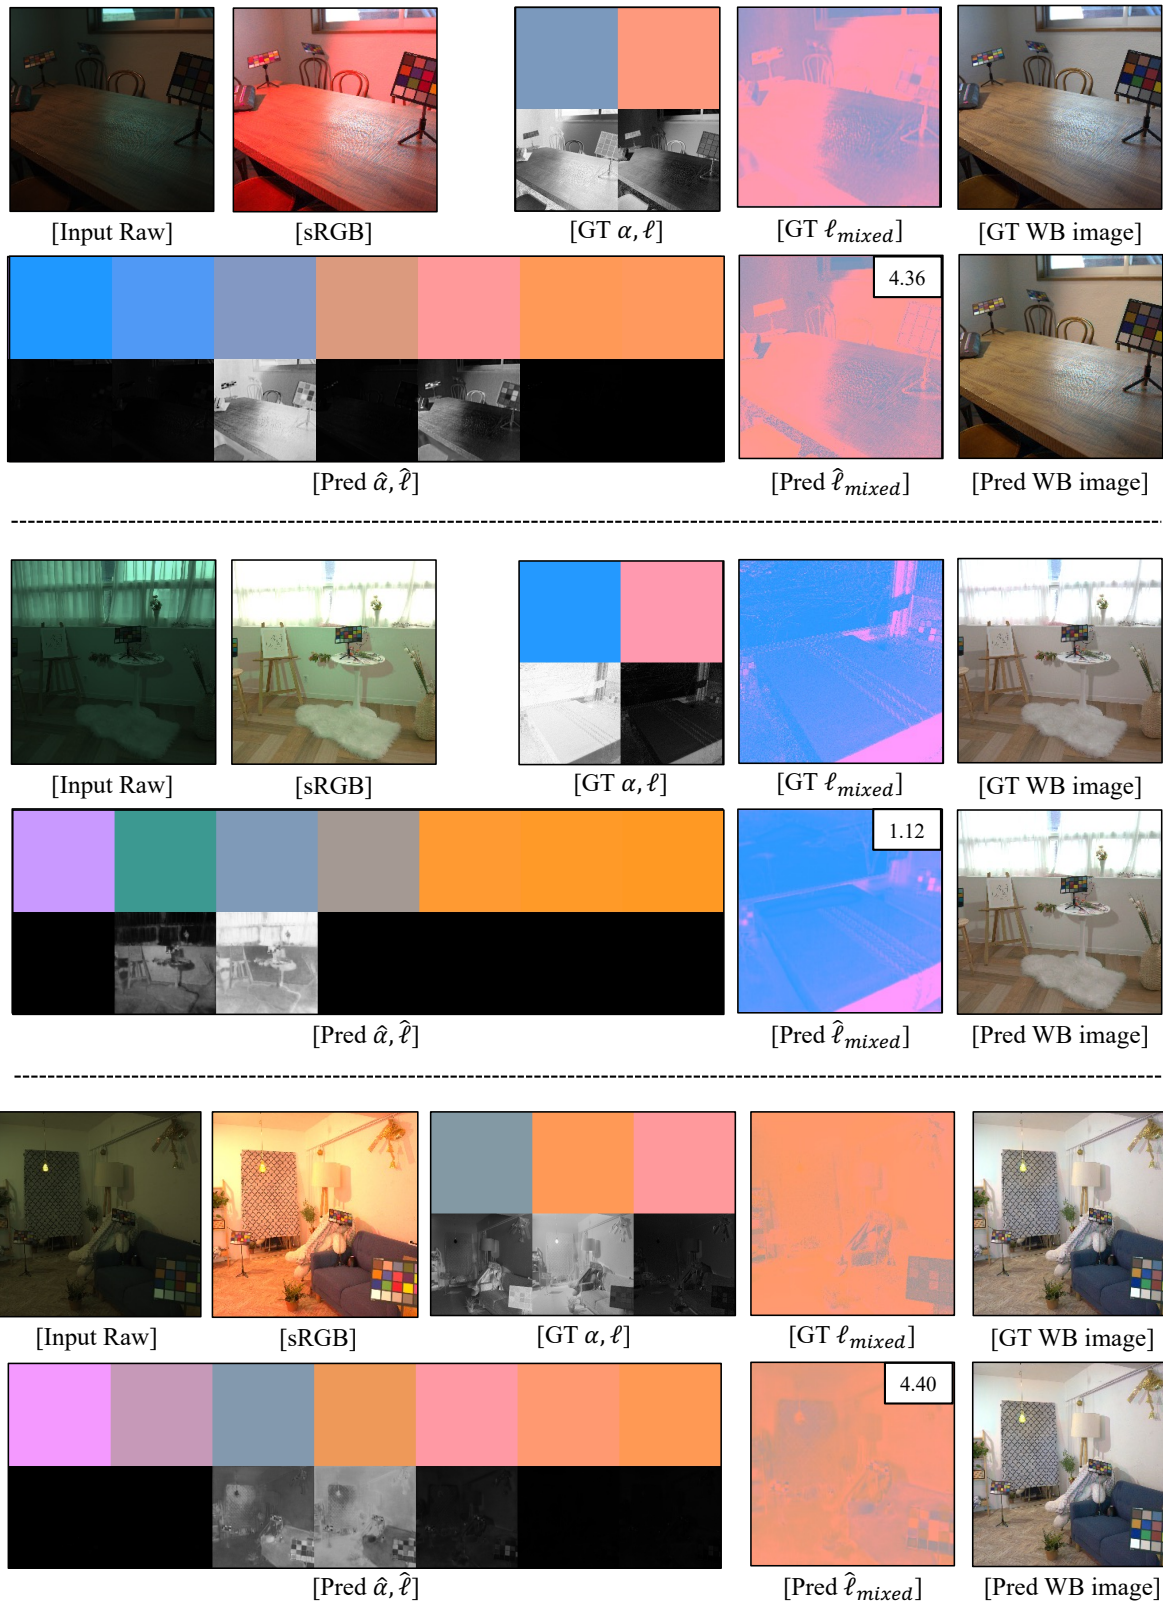 [Input Raw] [sRGB] [GT α, ℓ] [GT ℓ_mixed] [GT WB image]
4.36
[Pred α̂, ℓ̂] [Pred ℓ̂_mixed] [Pred WB image]
[Input Raw] [sRGB] [GT α, ℓ] [GT ℓ_mixed] [GT WB image]
1.12
[Pred α̂, ℓ̂] [Pred ℓ̂_mixed] [Pred WB image]
[Input Raw] [sRGB] [GT α, ℓ] [GT ℓ_mixed] [GT WB image]
4.40
[Pred α̂, ℓ̂] [Pred ℓ̂_mixed] [Pred WB image]